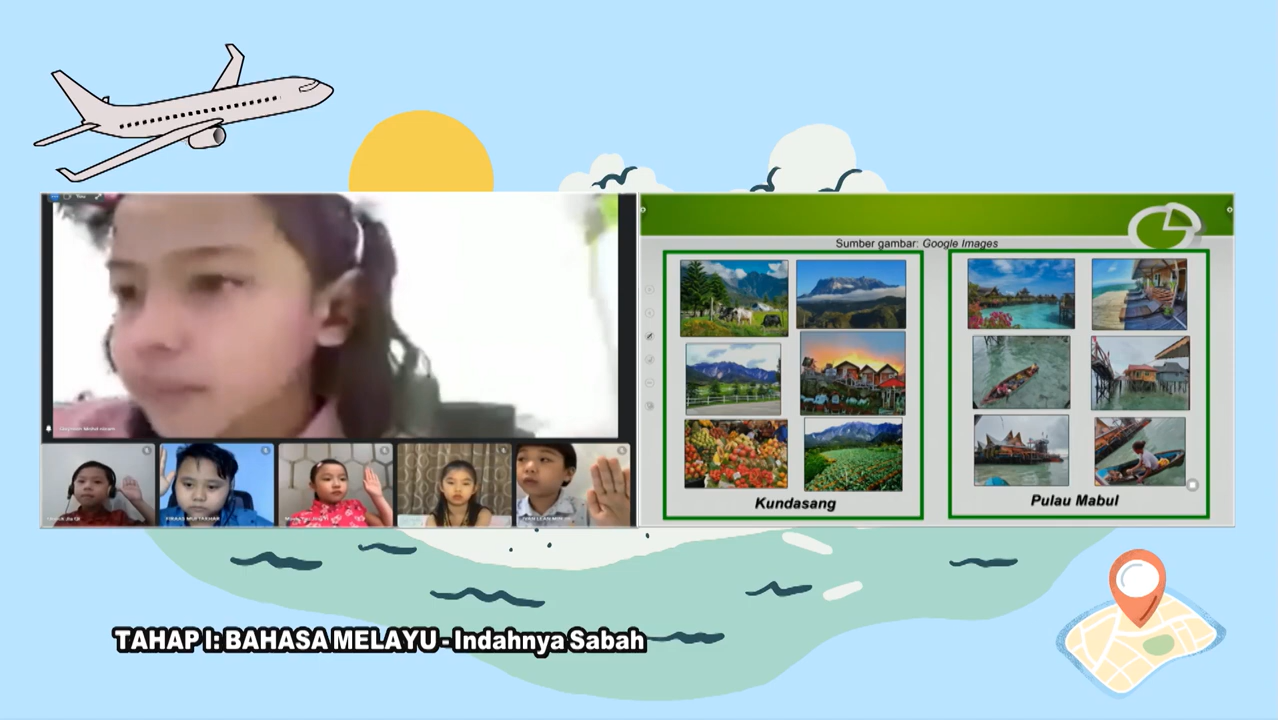 Sumber gambar: Google Images
Kundasang
Pulau Mabul
TAHAP I: BAHASA MELAYU - Indahnya Sabah